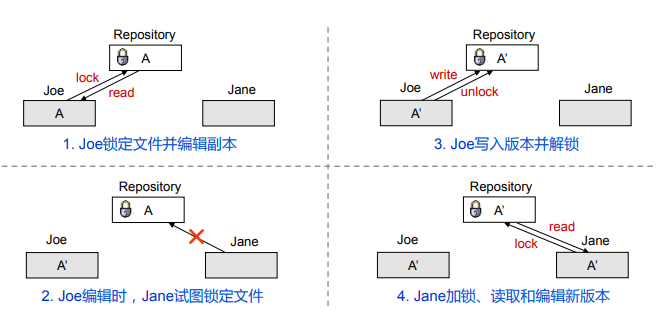 Repository
A
Joe
lock
read
Jane
A
1. Joe锁定文件并编辑副本
Repository
A
Joe
Jane
A'
2. Joe编辑时，Jane试图锁定文件
Repository
A'
write
Joe
unlock
Jane
A'
3. Joe写入版本并解锁
Repository
A'
read
Joe
lock
Jane
A'
A'
4. Jane加锁、读取和编辑新版本